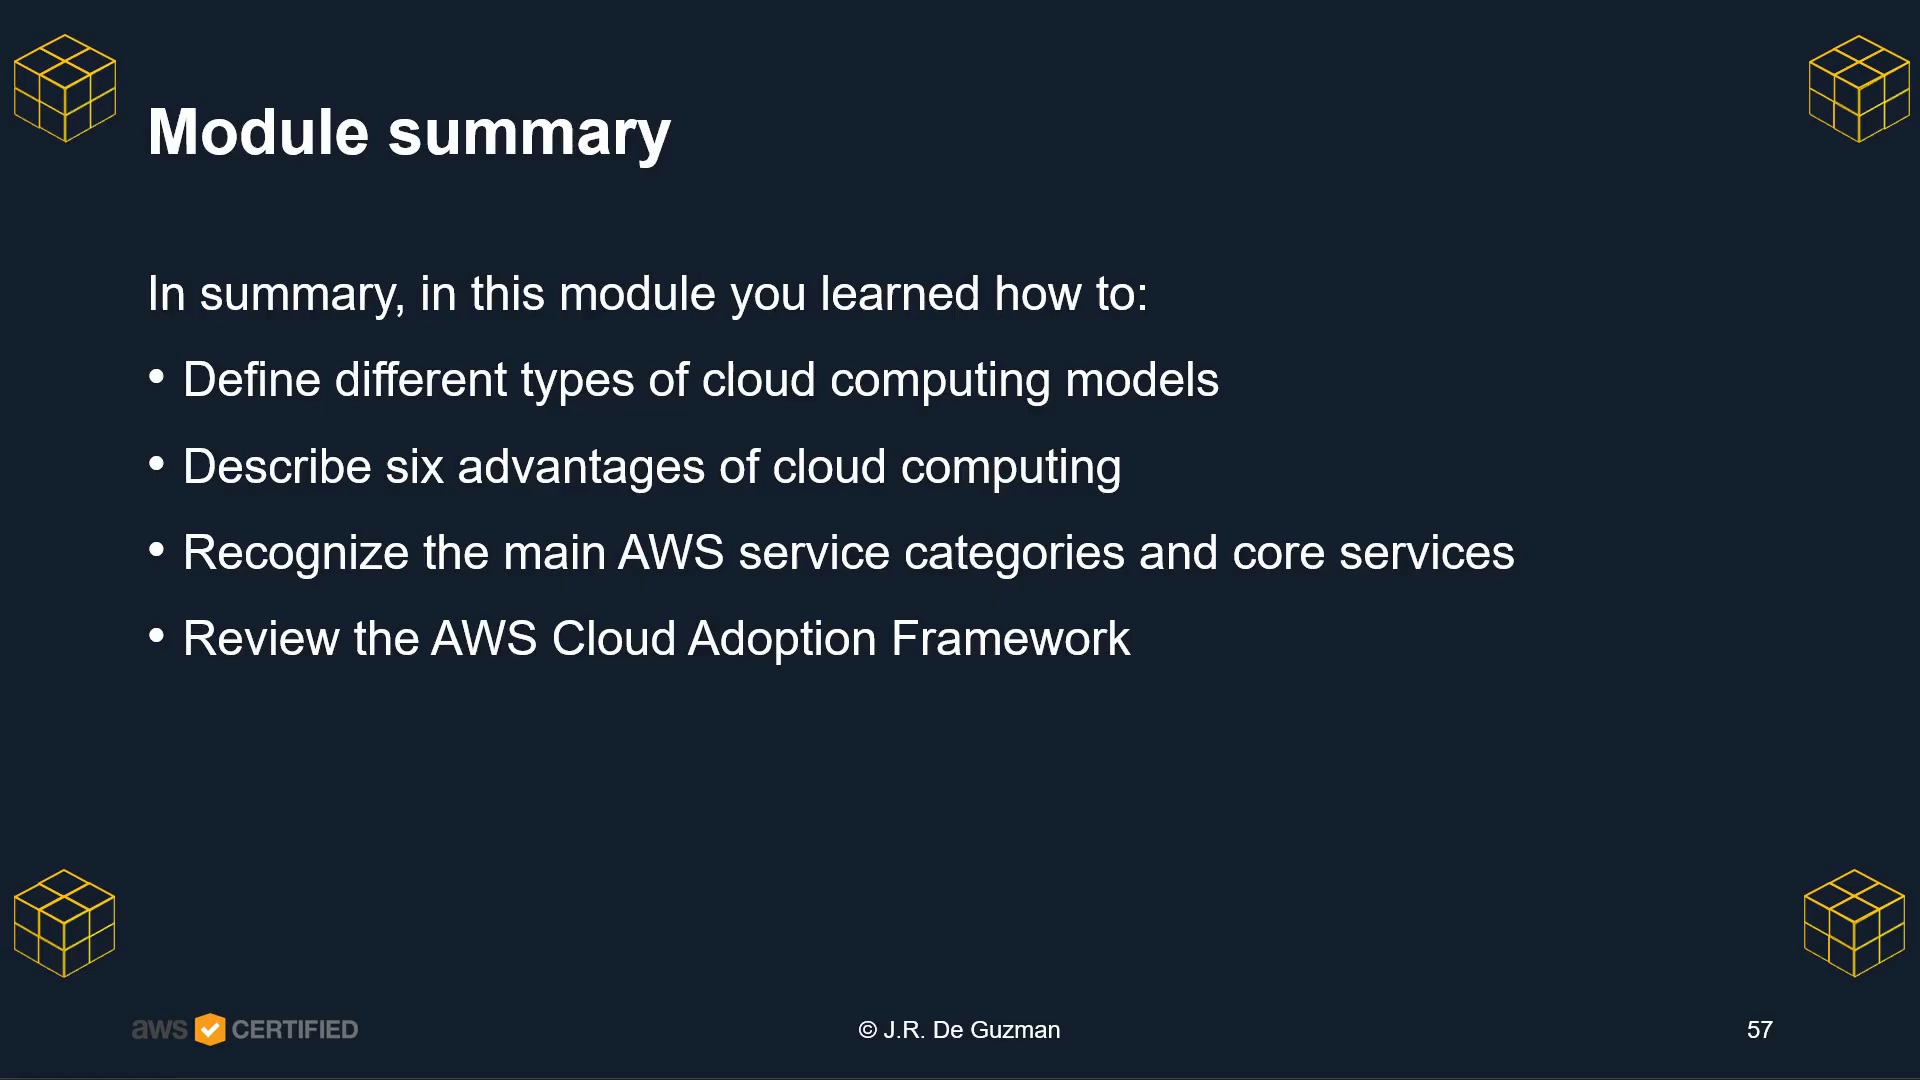 Module summary
In summary, in this module you learned how to:
• Define different types of cloud computing models
• Describe six advantages of cloud computing
• Recognize the main AWS service categories and core services
• Review the AWS Cloud Adoption Framework
aws CERTIFIED
© J.R. De Guzman
57